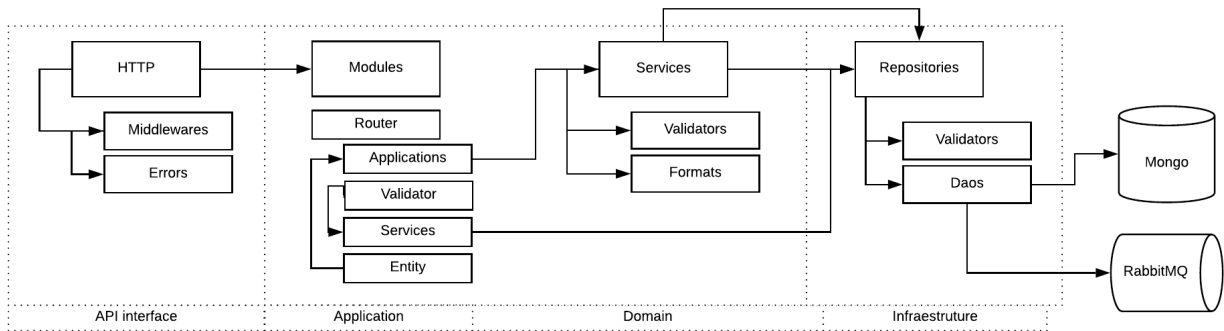 HTTP
Middlewares
Errors
Modules
Router
Applications
Validator
Services
Entity
Services
Validators
Formats
Repositories
Validators
Daos
Mongo
RabbitMQ
API interface
Application
Domain
Infraestruture